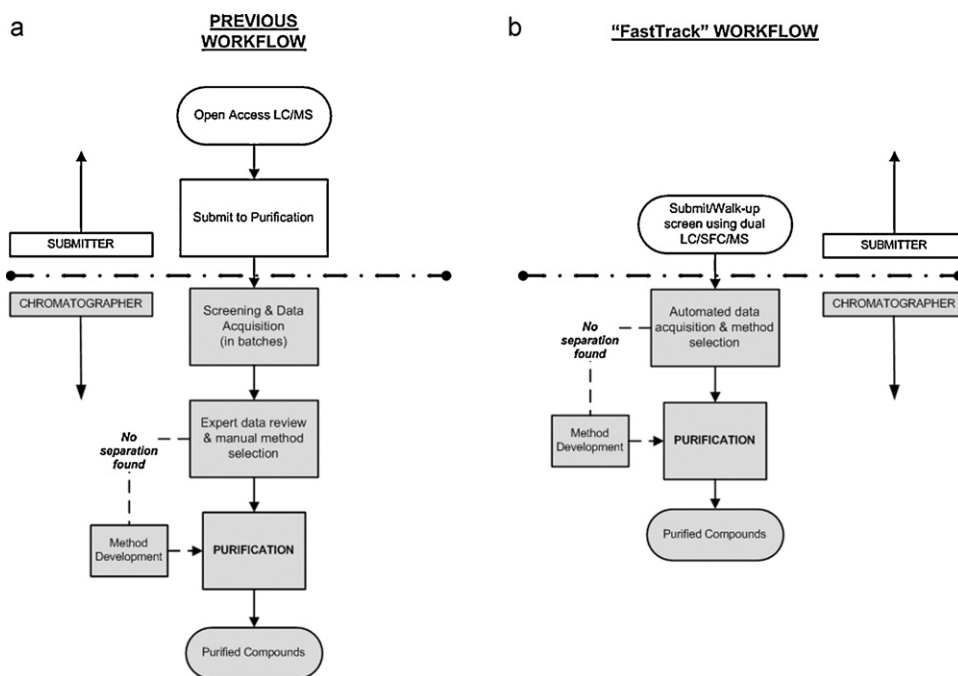 a
PREVIOUS
WORKFLOW
Open Access LC/MS
Submit to Purification
SUBMITTER
CHROMATOGRAPHER
Screening & Data
Acquisition
(in batches)
Expert data review
& manual method
selection
No
separation
found
Method
Development
PURIFICATION
Purified Compounds
b
"FastTrack" WORKFLOW
Submit/Walk-up
screen using dual
LC/SFC/MS
SUBMITTER
CHROMATOGRAPHER
Automated data
acquisition & method
selection
No
separation
found
Method
Development
PURIFICATION
Purified Compounds